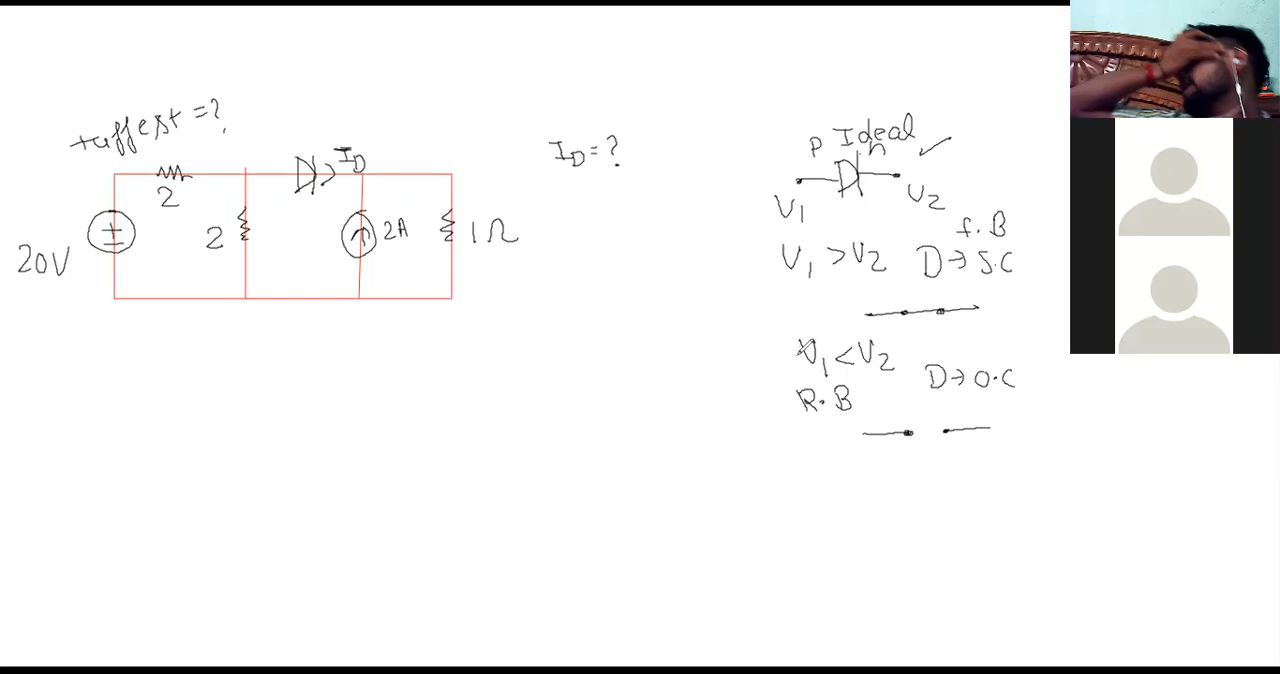 tuffest =?
I_D
2
2
20V
2A
1Ω
I_D = ?
Ideal
P n
V₁ V₂
f.B
V₁ > V₂ D→ S.C
V₁ < V₂ D→ O.C
R.B